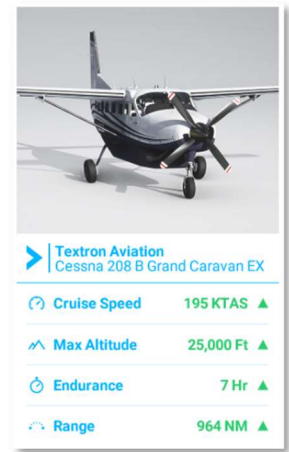 Textron Aviation
Cessna 208 B Grand Caravan EX
Cruise Speed 195 KTAS ▲
Max Altitude 25,000 Ft ▲
Endurance 7 Hr ▲
Range 964 NM ▲